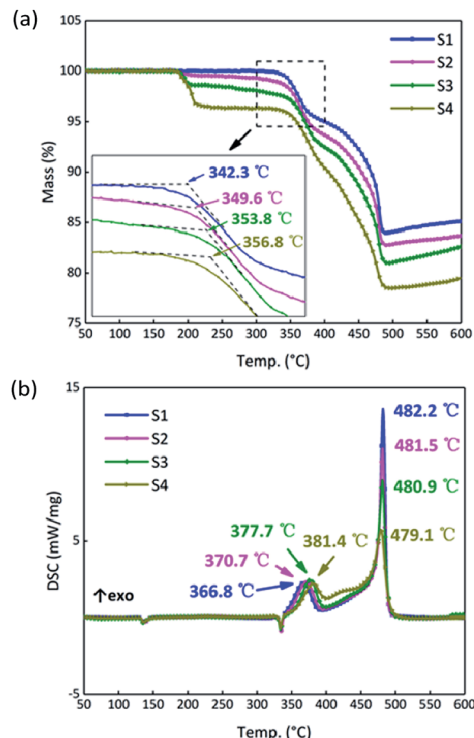 (a)
100
95
90
85
80
75
Mass (%)
S1
S2
S3
S4
342.3 ℃
349.6 ℃
353.8 ℃
356.8 ℃
50 100 150 200 250 300 350 400 450 500 550 600
Temp. (°C)
(b)
15
5
-5
DSC (mW/mg)
S1
S2
S3
S4
482.2 ℃
481.5 ℃
480.9 ℃
479.1 ℃
377.7 ℃
381.4 ℃
370.7 ℃
366.8 ℃
↑exo
50 100 150 200 250 300 350 400 450 500 550 600
Temp. (°C)